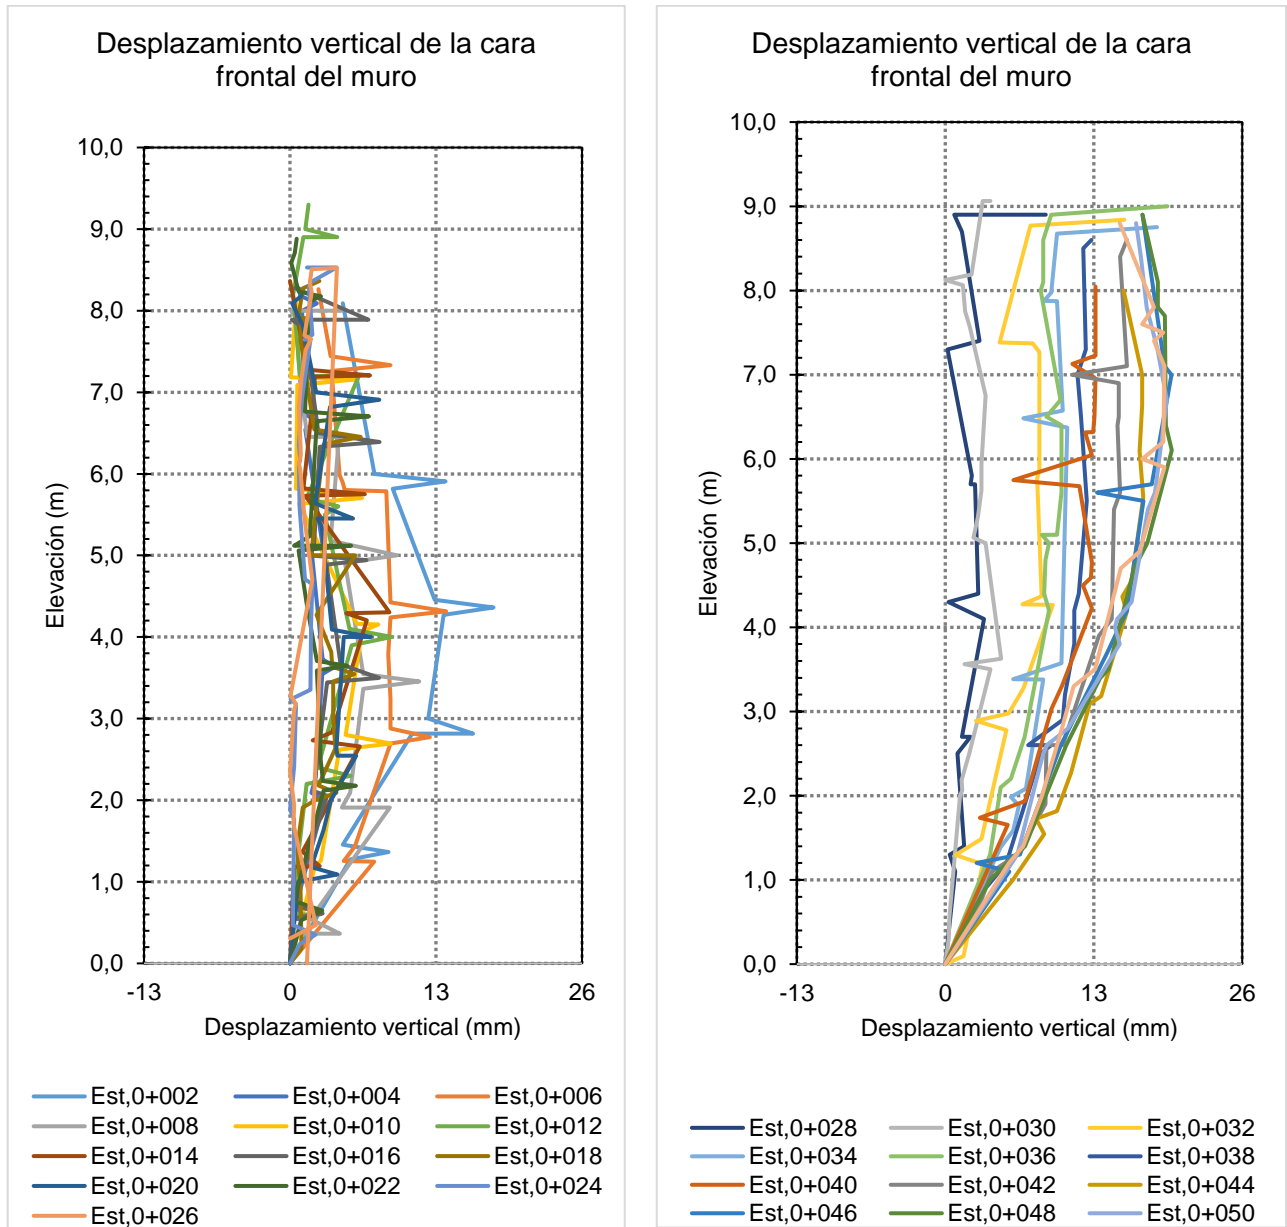 Desplazamiento vertical de la cara
frontal del muro
10,0
9,0
8,0
7,0
6,0
5,0
4,0
3,0
2,0
1,0
0,0
Elevación (m)
-13 0 13 26
Desplazamiento vertical (mm)
Est,0+002 Est,0+004 Est,0+006
Est,0+008 Est,0+010 Est,0+012
Est,0+014 Est,0+016 Est,0+018
Est,0+020 Est,0+022 Est,0+024
Est,0+026
Desplazamiento vertical de la cara
frontal del muro
10,0
9,0
8,0
7,0
6,0
5,0
4,0
3,0
2,0
1,0
0,0
Elevación (m)
-13 0 13 26
Desplazamiento vertical (mm)
Est,0+028 Est,0+030 Est,0+032
Est,0+034 Est,0+036 Est,0+038
Est,0+040 Est,0+042 Est,0+044
Est,0+046 Est,0+048 Est,0+050